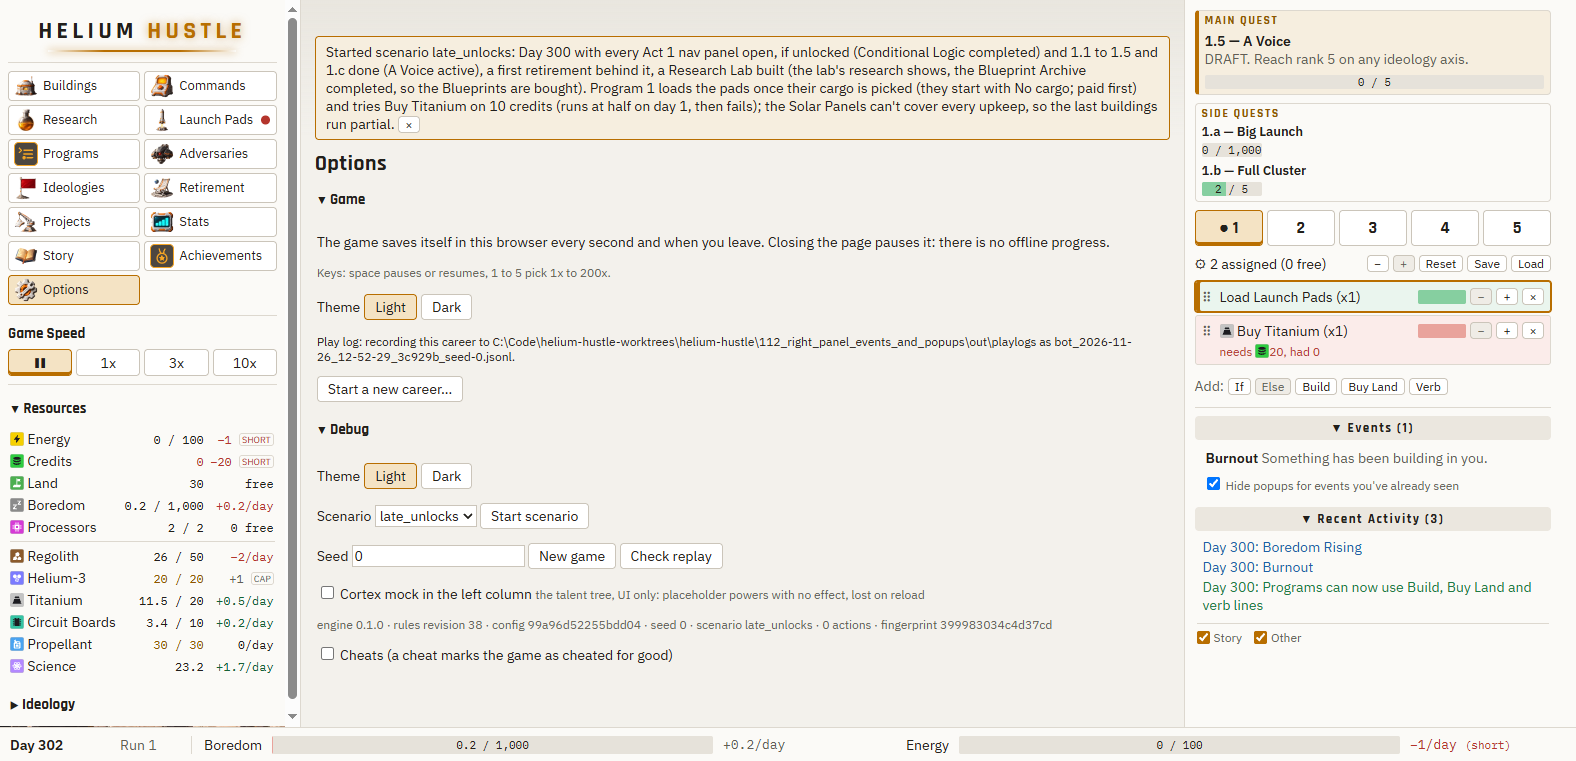 HELIUM HUSTLE
Buildings
Commands
Research
Launch Pads
Programs
Adversaries
Ideologies
Retirement
Projects
Stats
Story
Achievements
Options
Game Speed
1x
3x
10x
▼ Resources
Energy 0 / 100 −1 SHORT
Credits 0 −20 SHORT
Land 30 free
Boredom 0.2 / 1,000 +0.2/day
Processors 2 / 2 0 free
Regolith 26 / 50 −2/day
Helium-3 20 / 20 +1 CAP
Titanium 11.5 / 20 +0.5/day
Circuit Boards 3.4 / 10 +0.2/day
Propellant 30 / 30 0/day
Science 23.2 +1.7/day
▶ Ideology
Started scenario late_unlocks: Day 300 with every Act 1 nav panel open, if unlocked (Conditional Logic completed) and 1.1 to 1.5 and
1.c done (A Voice active), a first retirement behind it, a Research Lab built (the lab's research shows, the Blueprint Archive
completed, so the Blueprints are bought). Program 1 loads the pads once their cargo is picked (they start with No cargo; paid first)
and tries Buy Titanium on 10 credits (runs at half on day 1, then fails); the Solar Panels can't cover every upkeep, so the last buildings
run partial. ×
Options
▼ Game
The game saves itself in this browser every second and when you leave. Closing the page pauses it: there is no offline progress.
Keys: space pauses or resumes, 1 to 5 pick 1x to 200x.
Theme Light Dark
Play log: recording this career to C:\Code\helium-hustle-worktrees\helium-hustle\112_right_panel_events_and_popups\out\playlogs as bot_2026-11-
26_12-52-29_3c929b_seed-0.jsonl.
Start a new career...
▼ Debug
Theme Light Dark
Scenario late_unlocks Start scenario
Seed 0 New game Check replay
Cortex mock in the left column the talent tree, UI only: placeholder powers with no effect, lost on reload
engine 0.1.0 · rules revision 38 · config 99a96d52255bdd04 · seed 0 · scenario late_unlocks · 0 actions · fingerprint 399983034c4d37cd
Cheats (a cheat marks the game as cheated for good)
MAIN QUEST
1.5 — A Voice
DRAFT. Reach rank 5 on any ideology axis.
0 / 5
SIDE QUESTS
1.a — Big Launch
0 / 1,000
1.b — Full Cluster
2 / 5
● 1 2 3 4 5
2 assigned (0 free) − + Reset Save Load
Load Launch Pads (x1) − + ×
Buy Titanium (x1) − + ×
needs 20, had 0
Add: If Else Build Buy Land Verb
▼ Events (1)
Burnout Something has been building in you.
Hide popups for events you've already seen
▼ Recent Activity (3)
Day 300: Boredom Rising
Day 300: Burnout
Day 300: Programs can now use Build, Buy Land and
verb lines
Story Other
Day 302 Run 1 Boredom 0.2 / 1,000 +0.2/day Energy 0 / 100 −1/day (short)